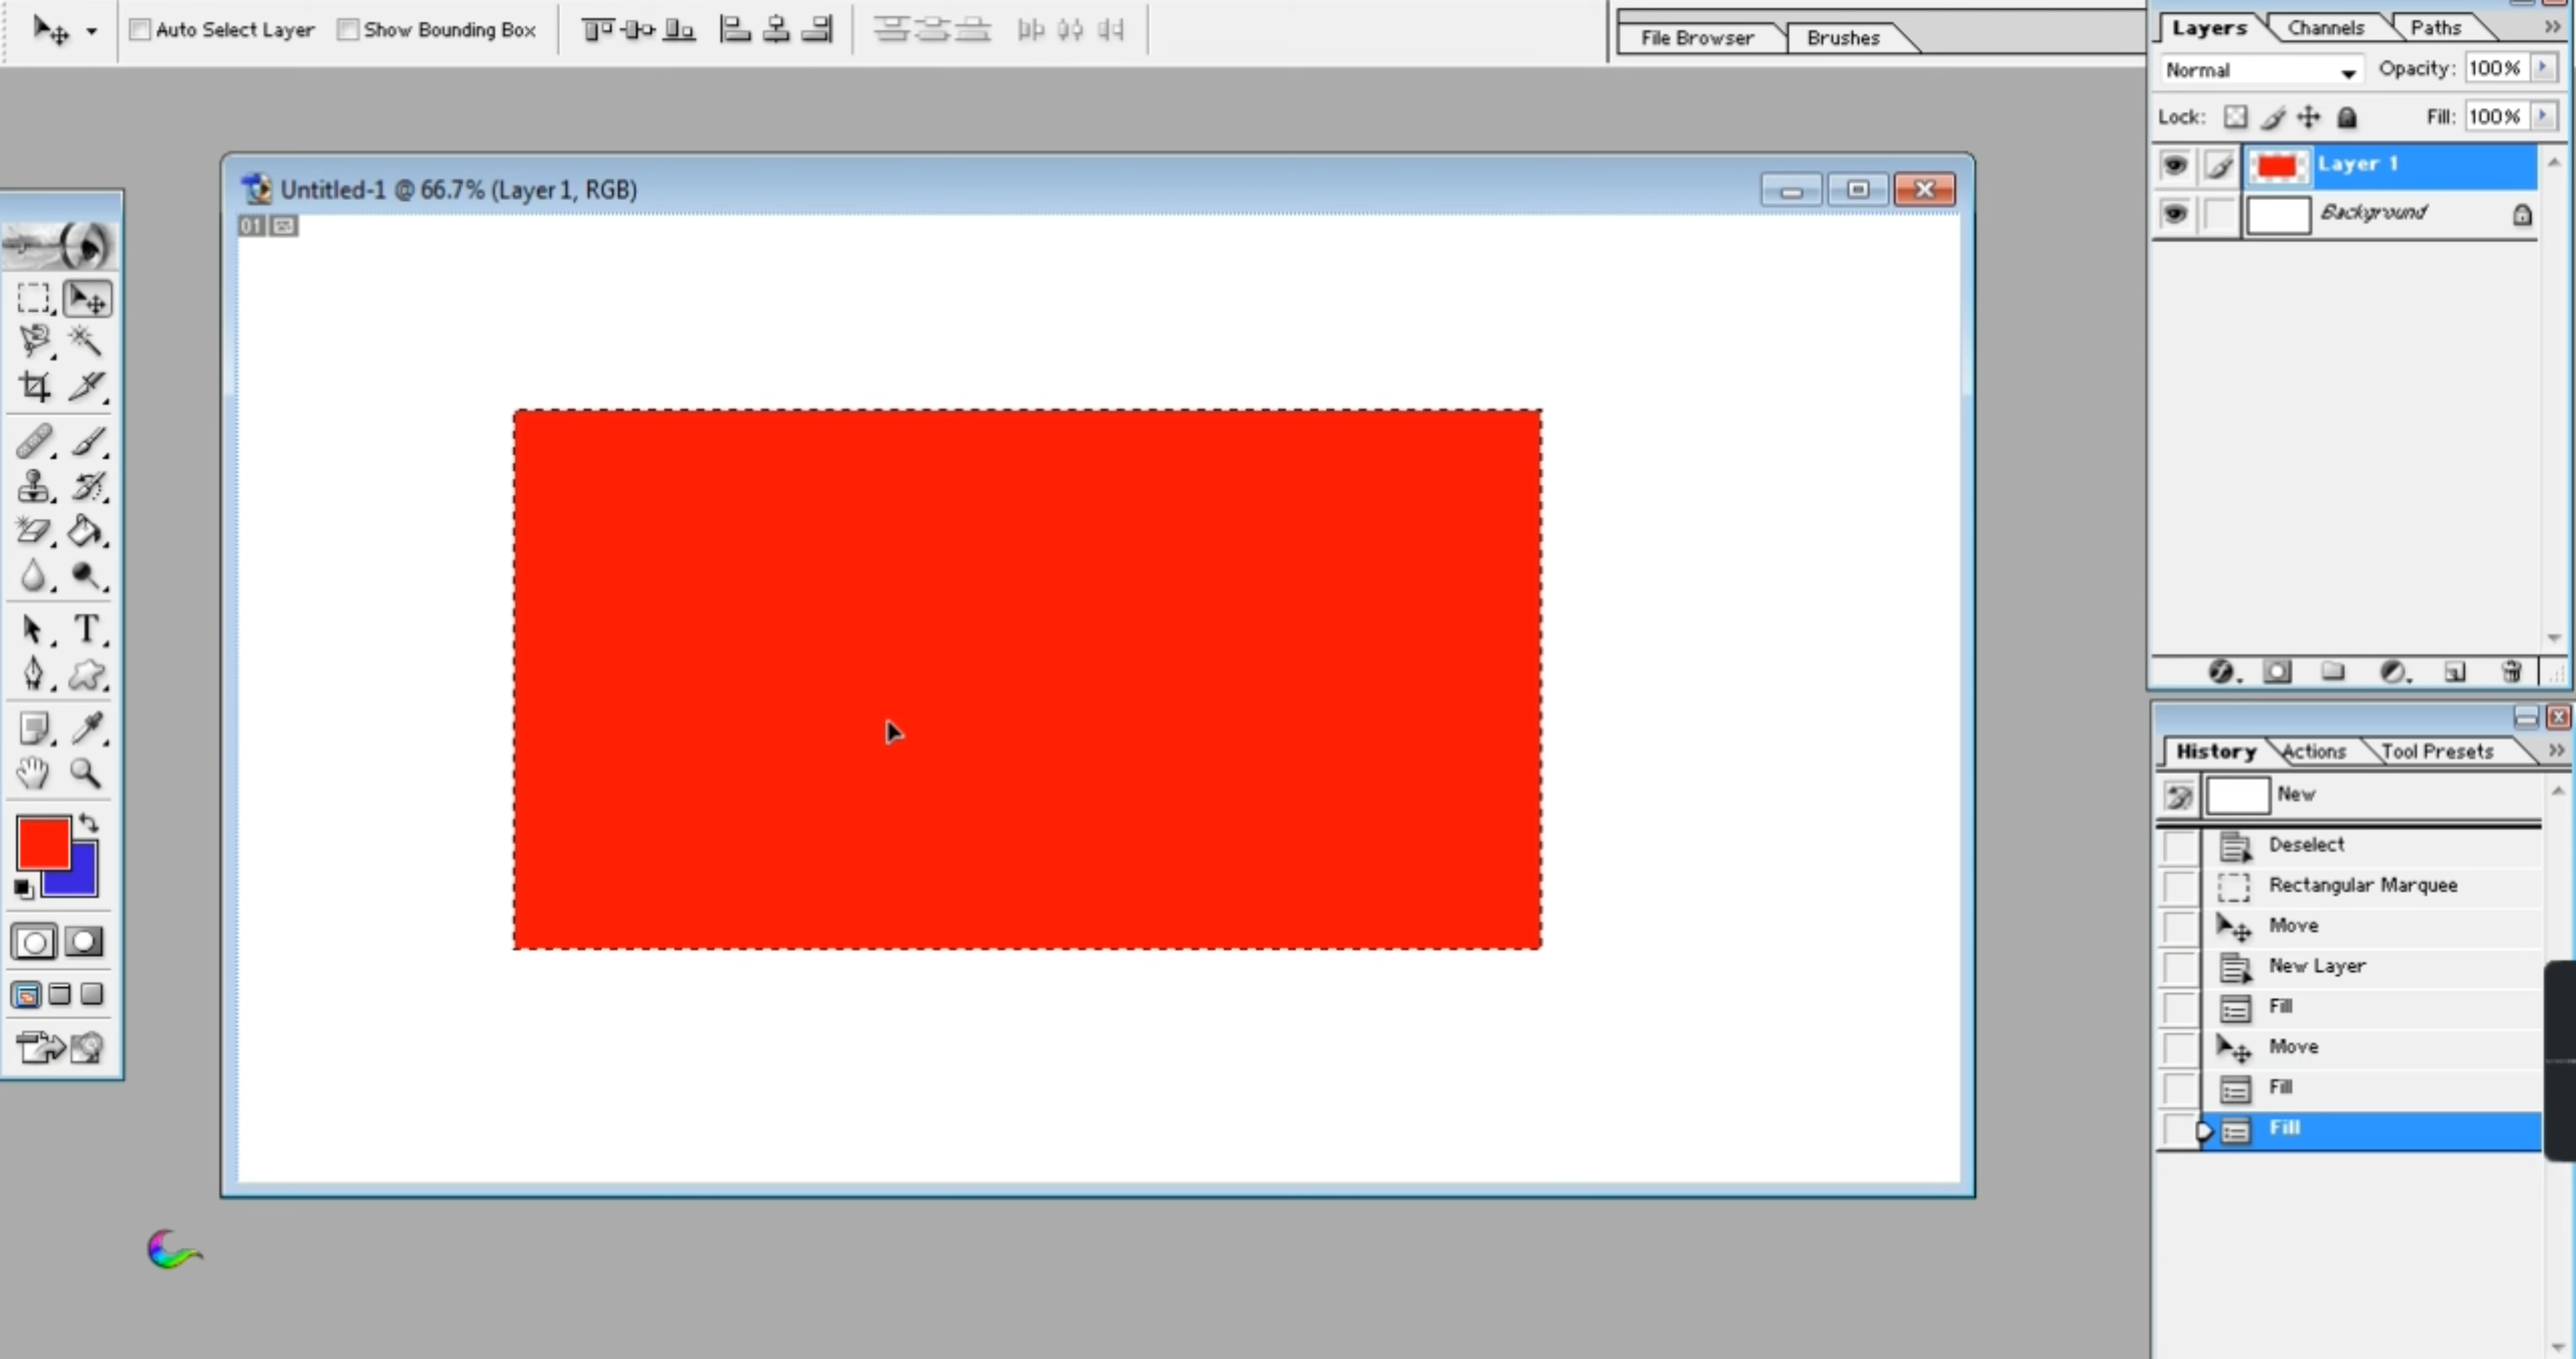 Auto Select Layer
Show Bounding Box
File Browser
Brushes
Layers
Channels
Paths
Normal
Opacity: 100%
Lock:
Fill: 100%
Layer 1
Background
Untitled-1 @ 66.7% (Layer 1, RGB)
01
T
History
Actions
Tool Presets
New
Deselect
Rectangular Marquee
Move
New Layer
Fill
Move
Fill
Fill